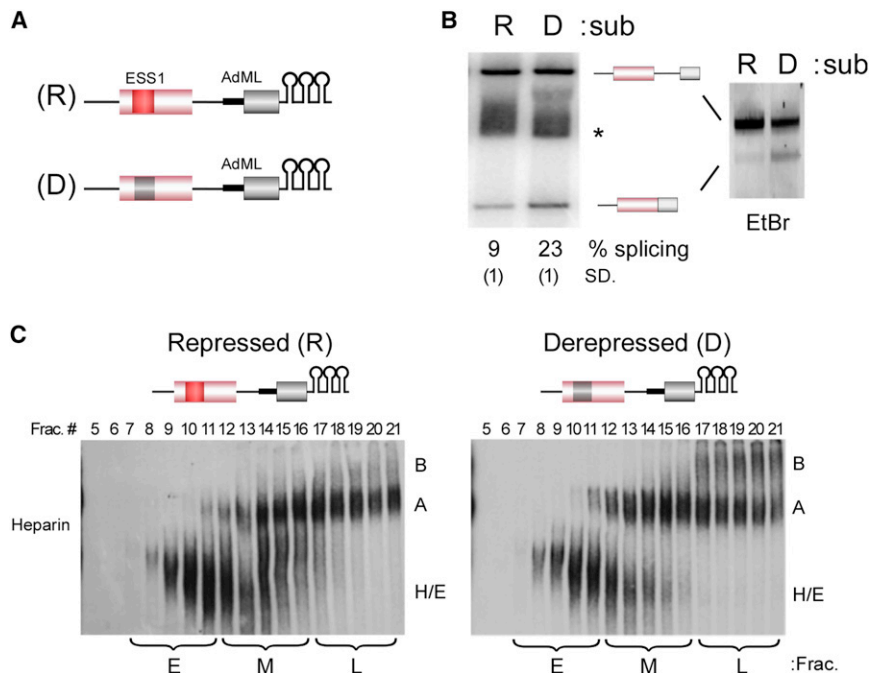 A
ESS1
AdML
(R)
AdML
(D)
B
R D :sub
*
9 23 % splicing
(1) (1) SD.
R D :sub
EtBr
C
Repressed (R)
Frac. # 5 6 7 8 9 10 11 12 13 14 15 16 17 18 19 20 21
Heparin
B
A
H/E
E M L
Derepressed (D)
5 6 7 8 9 10 11 12 13 14 15 16 17 18 19 20 21
B
A
H/E
E M L :Frac.